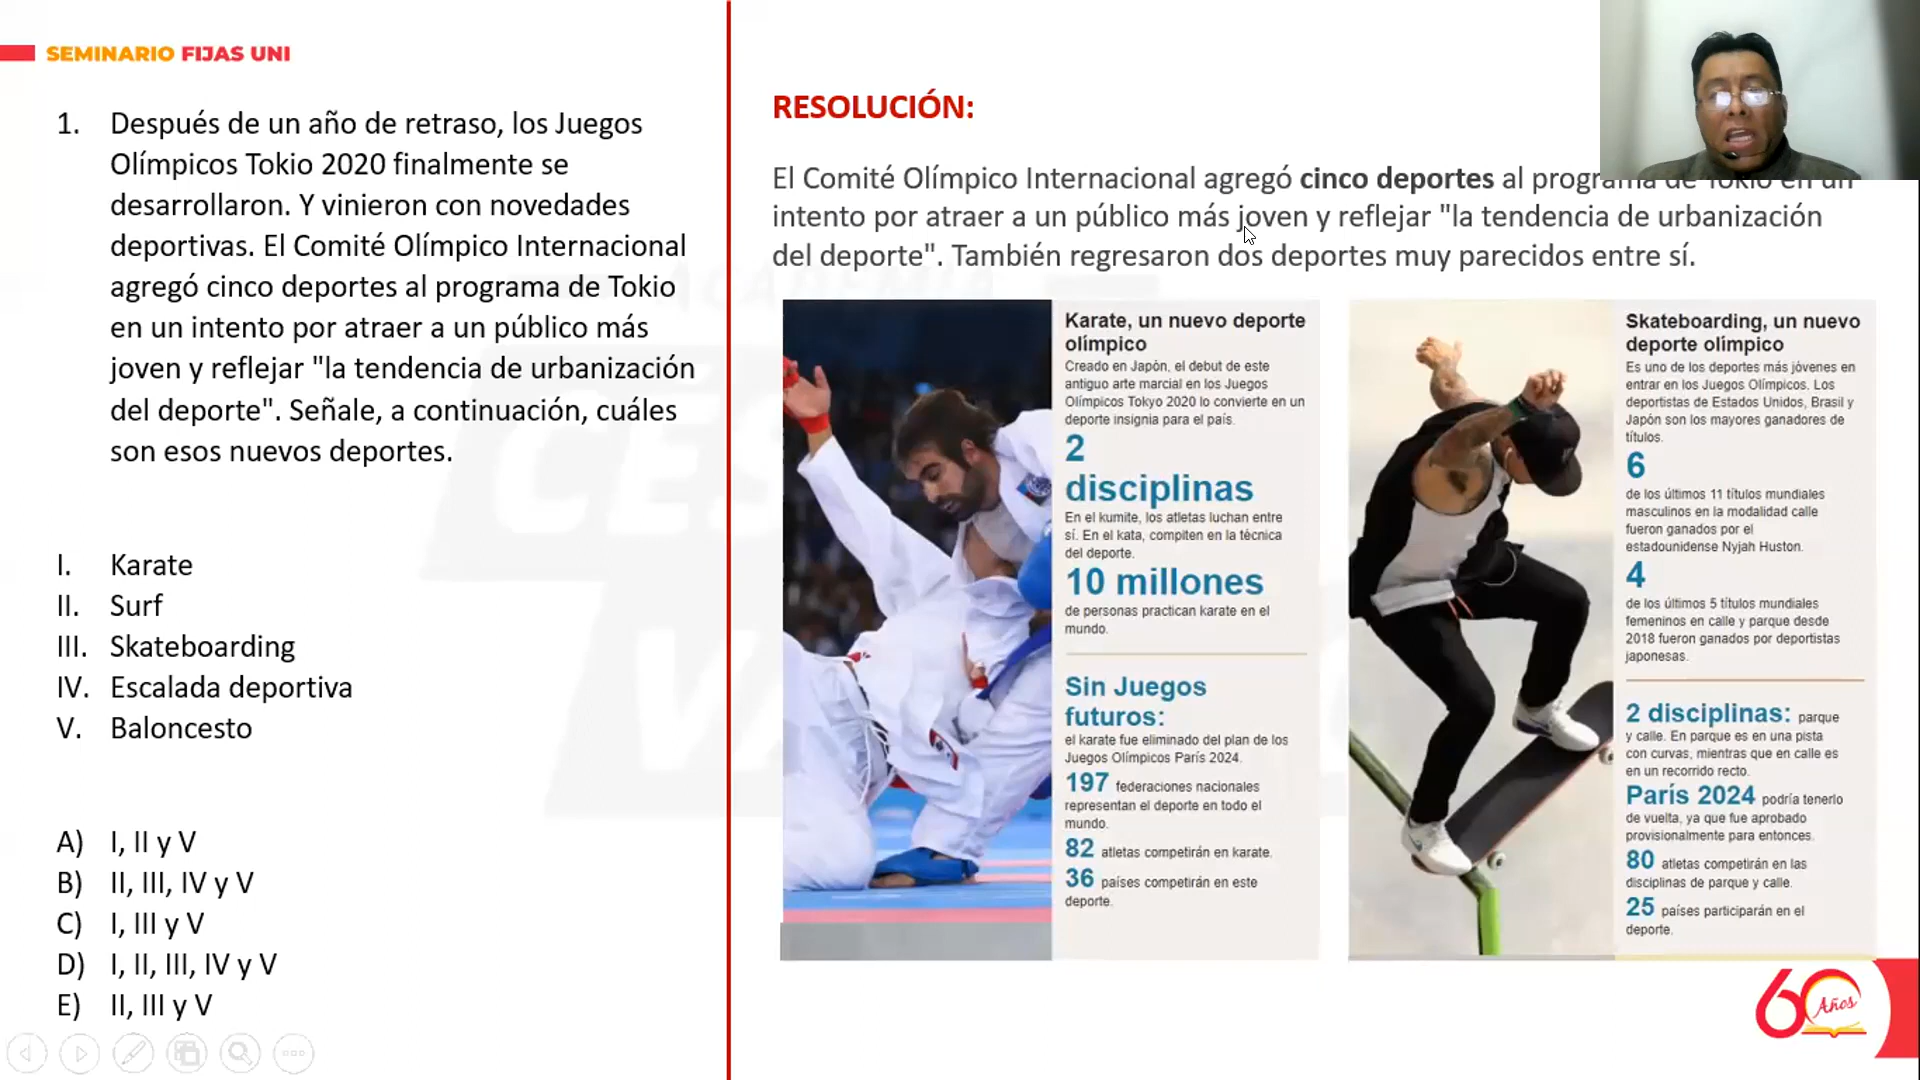 SEMINARIO FIJAS UNI
1. Después de un año de retraso, los Juegos
Olímpicos Tokio 2020 finalmente se
desarrollaron. Y vinieron con novedades
deportivas. El Comité Olímpico Internacional
agregó cinco deportes al programa de Tokio
en un intento por atraer a un público más
joven y reflejar "la tendencia de urbanización
del deporte". Señale, a continuación, cuáles
son esos nuevos deportes.
I. Karate
II. Surf
III. Skateboarding
IV. Escalada deportiva
V. Baloncesto
A) I, II y V
B) II, III, IV y V
C) I, III y V
D) I, II, III, IV y V
E) II, III y V
RESOLUCIÓN:
El Comité Olímpico Internacional agregó cinco deportes al programa de Tokio en un
intento por atraer a un público más joven y reflejar "la tendencia de urbanización
del deporte". También regresaron dos deportes muy parecidos entre sí.
Karate, un nuevo deporte
olímpico
Creado en Japón, el debut de este
antiguo arte marcial en los Juegos
Olímpicos Tokyo 2020 lo convierte en un
deporte insignia para el país.
2
disciplinas
En el kumite, los atletas luchan entre
sí. En el kata, compiten en la técnica
del deporte.
10 millones
de personas practican karate en el
mundo.
Sin Juegos
futuros:
el karate fue eliminado del plan de los
Juegos Olímpicos París 2024.
197 federaciones nacionales
representan el deporte en todo el
mundo.
82 atletas competirán en karate.
36 países competirán en este
deporte.
Skateboarding, un nuevo
deporte olímpico
Es uno de los deportes más jóvenes en
entrar en los Juegos Olímpicos. Los
deportistas de Estados Unidos, Brasil y
Japón son los mayores ganadores de
títulos.
6
de los últimos 11 títulos mundiales
masculinos en la modalidad calle
fueron ganados por el
estadounidense Nyjah Huston.
4
de los últimos 5 títulos mundiales
femeninos en calle y parque desde
2018 fueron ganados por deportistas
japonesas.
2 disciplinas: parque
y calle. En parque es en una pista
con curvas, mientras que en calle es
en un recorrido recto.
París 2024 podría tenerlo
de vuelta, ya que fue aprobado
provisionalmente para entonces.
80 atletas competirán en las
disciplinas de parque y calle.
25 países participarán en el
deporte.
60 Años